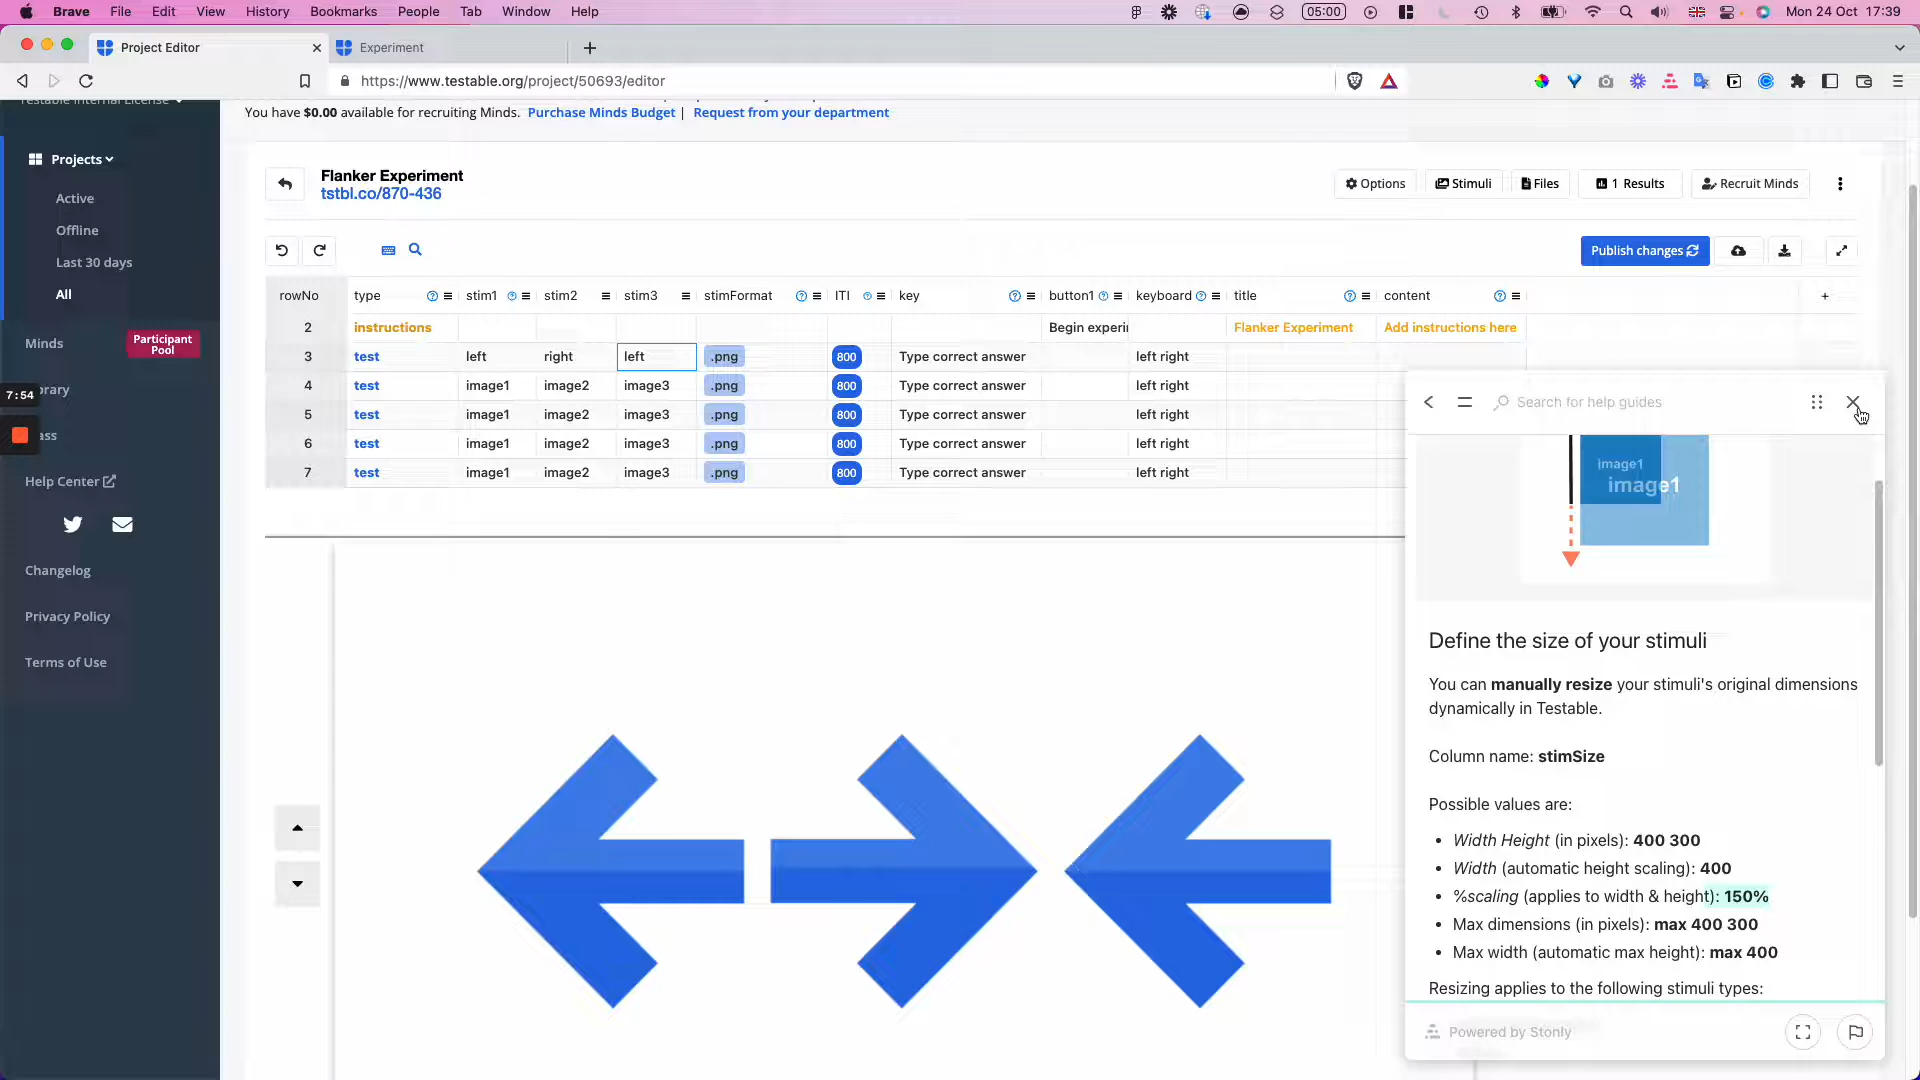 Brave File Edit View History Bookmarks People Tab Window Help 05:00 Mon 24 Oct 17:39
Project Editor Experiment
https://www.testable.org/project/50693/editor
Testable Internal License
You have $0.00 available for recruiting Minds. Purchase Minds Budget | Request from your department
Projects
Active
Offline
Last 30 days
All
Minds Participant Pool
7:54
brary
ass
Help Center
Changelog
Privacy Policy
Terms of Use
Flanker Experiment
tstbl.co/870-436
Options Stimuli Files 1 Results Recruit Minds
Publish changes
rowNo type stim1 stim2 stim3 stimFormat ITI key button1 keyboard title content +
2 instructions Begin experi Flanker Experiment Add instructions here
3 test left right left .png 800 Type correct answer left right
4 test image1 image2 image3 .png 800 Type correct answer left right
5 test image1 image2 image3 .png 800 Type correct answer left right
6 test image1 image2 image3 .png 800 Type correct answer left right
7 test image1 image2 image3 .png 800 Type correct answer left right
Search for help guides
image1
image1
Define the size of your stimuli
You can manually resize your stimuli's original dimensions
dynamically in Testable.
Column name: stimSize
Possible values are:
• Width Height (in pixels): 400 300
• Width (automatic height scaling): 400
• %scaling (applies to width & height): 150%
• Max dimensions (in pixels): max 400 300
• Max width (automatic max height): max 400
Resizing applies to the following stimuli types:
Powered by Stonly